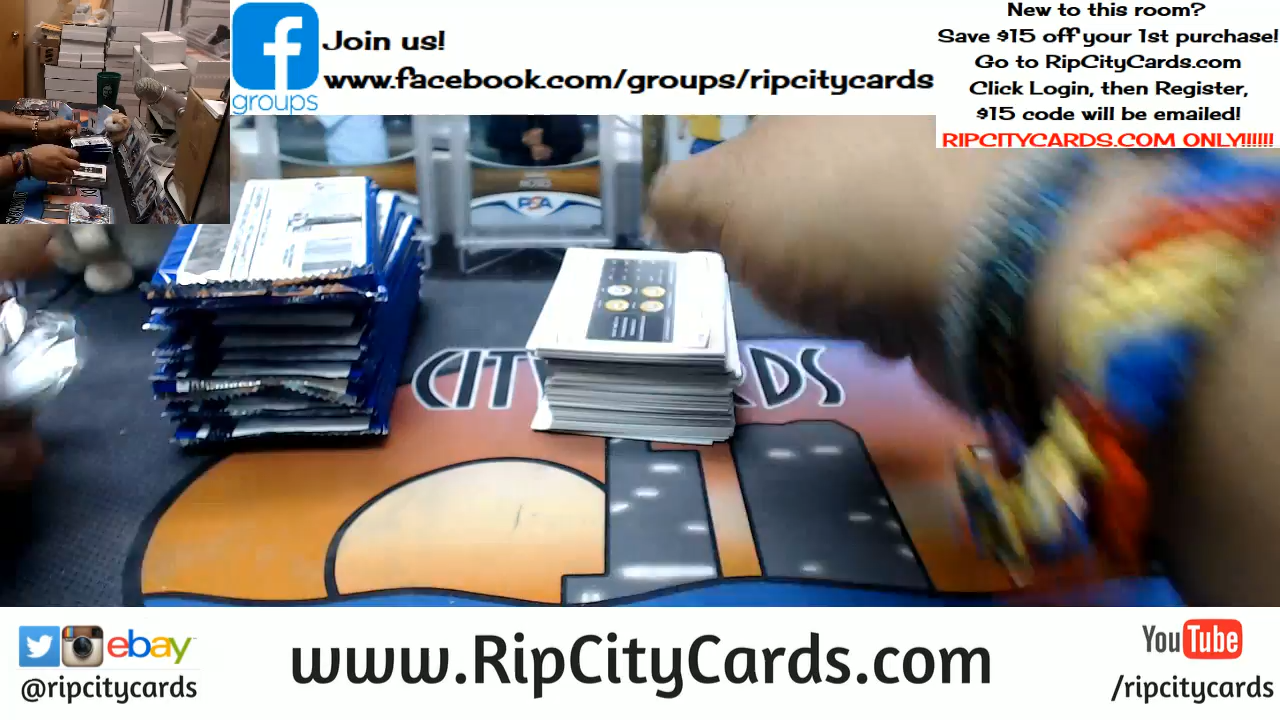 groups
Join us!
www.facebook.com/groups/ripcitycards
New to this room?
Save $15 off your 1st purchase!
Go to RipCityCards.com
Click Login, then Register,
$15 code will be emailed!
RIPCITYCARDS.COM ONLY!!!!!!
PSA
ebay
@ripcitycards
www.RipCityCards.com
YouTube
/ripcitycards